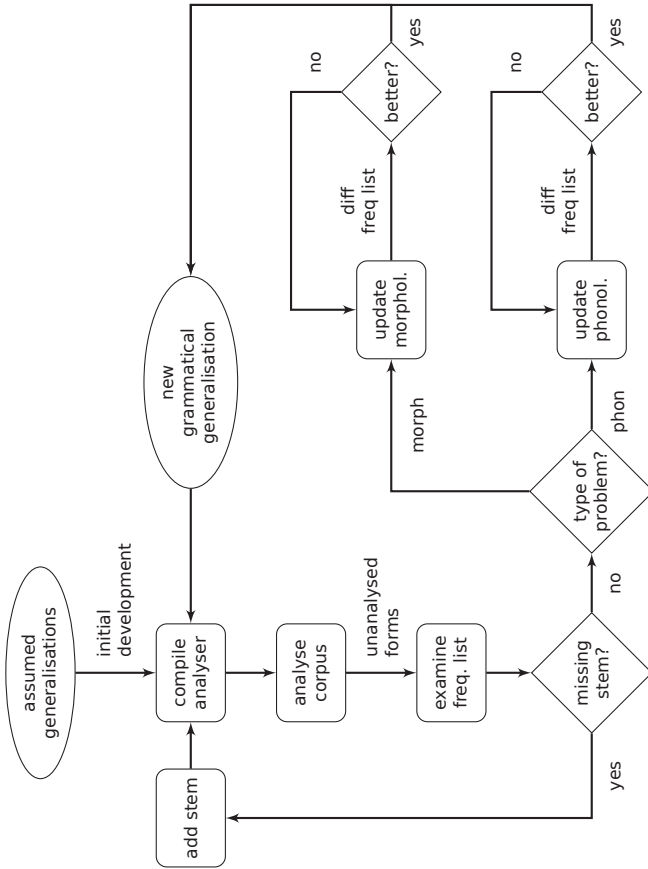 assumed
generalisations
initial
development
add stem
compile
analyser
new
grammatical
generalisation
analyse
corpus
unanalysed
forms
examine
freq. list
missing
stem?
yes
no
type of
problem?
morph
phon
update
morphol.
diff
freq list
better?
no
yes
update
phonol.
diff
freq list
better?
no
yes